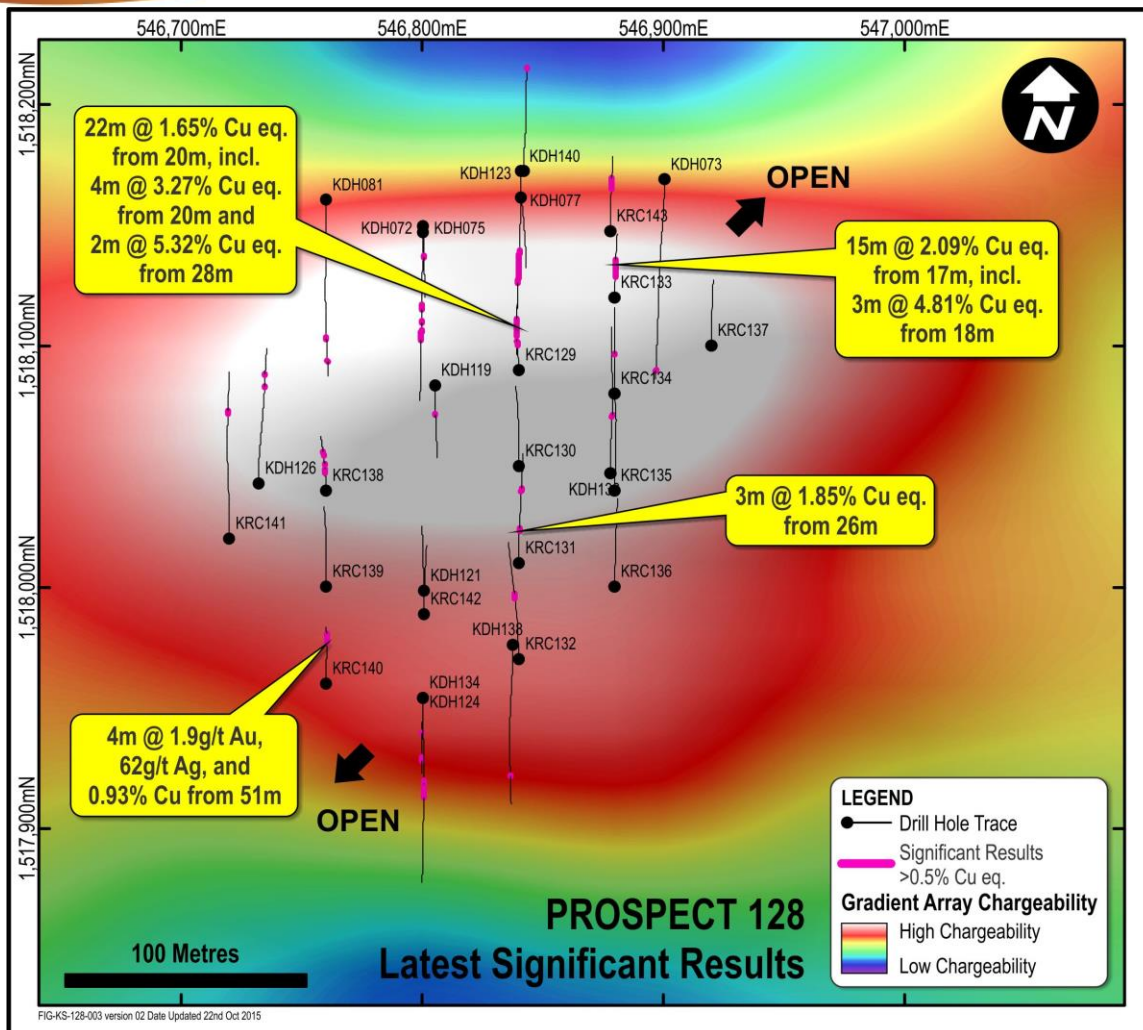 546,700mE
546,800mE
546,900mE
547,000mE
1,518,200mN
1,518,100mN
1,518,000mN
1,517,900mN
N
22m @ 1.65% Cu eq.
from 20m, incl.
4m @ 3.27% Cu eq.
from 20m and
2m @ 5.32% Cu eq.
from 28m
KDH081
KDH072
KDH075
KDH123
KDH140
KDH077
KDH073
KRC143
OPEN
15m @ 2.09% Cu eq.
from 17m, incl.
3m @ 4.81% Cu eq.
from 18m
KRC133
KRC137
KRC129
KDH119
KRC134
KRC130
KDH126
KRC138
KRC135
KRC141
3m @ 1.85% Cu eq.
from 26m
KRC131
KRC139
KDH121
KRC142
KRC136
KDH138
KRC132
KRC140
KDH134
KDH124
4m @ 1.9g/t Au,
62g/t Ag, and
0.93% Cu from 51m
OPEN
LEGEND
Drill Hole Trace
Significant Results
>0.5% Cu eq.
Gradient Array Chargeability
High Chargeability
Low Chargeability
PROSPECT 128
Latest Significant Results
100 Metres
FIG-KS-128-003 version 02 Date Updated 22nd Oct 2015